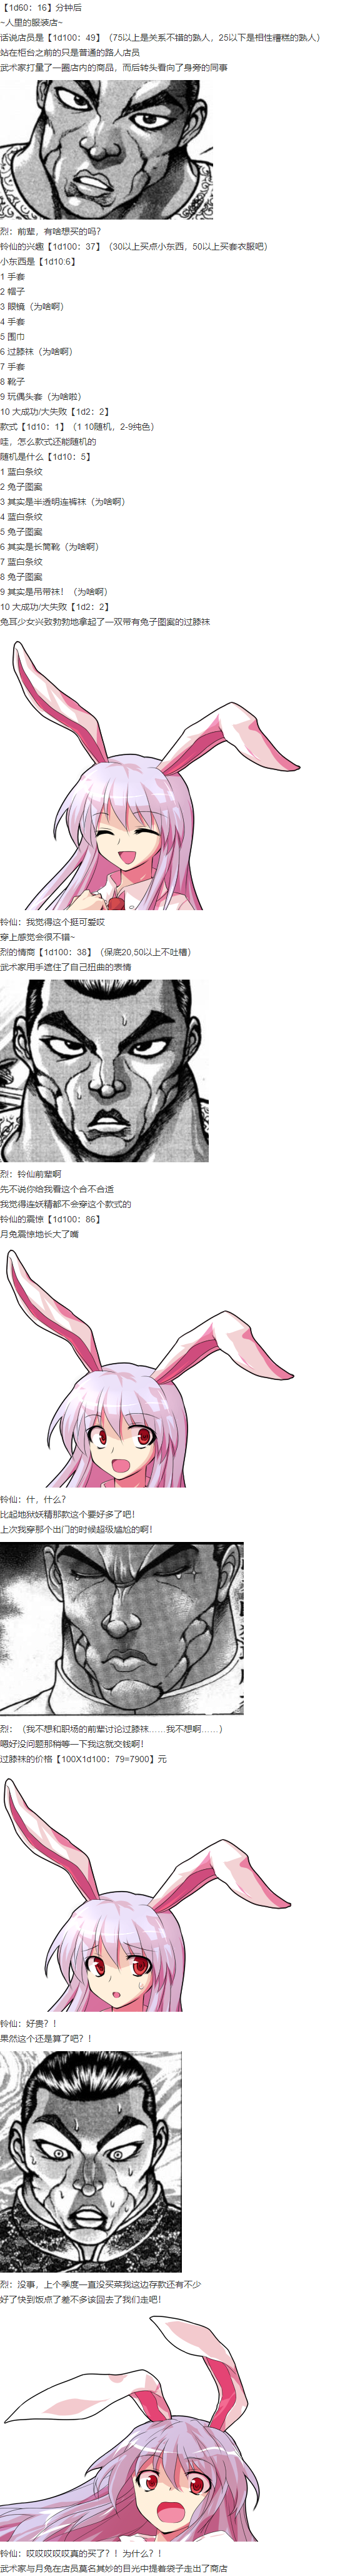 【1d60：16】分钟后
~人里的服装店~
话说店员是【1d100：49】（75以上是关系不错的熟人，25以下是相性糟糕的熟人）
站在柜台之前的只是普通的路人店员
武术家打量了一圈店内的商品，而后转头看向了身旁的同事
烈：前辈，有啥想买的吗？
铃仙的兴趣【1d100：37】（30以上买点小东西，50以上买套衣服吧）
小东西是【1d10:6】
1 手套
2 帽子
3 眼镜（为啥啊）
4 手套
5 围巾
6 过膝袜（为啥啊）
7 手套
8 靴子
9 玩偶头套（为啥啦）
10 大成功/大失败【1d2：2】
款式【1d10：1】（1 10随机，2-9纯色）
哇，怎么款式还能随机的
随机是什么【1d10：5】
1 蓝白条纹
2 兔子图案
3 其实是半透明连裤袜（为啥啊）
4 蓝白条纹
5 兔子图案
6 其实是长筒靴（为啥啊）
7 蓝白条纹
8 兔子图案
9 其实是吊带袜！（为啥啊）
10 大成功/大失败【1d2：2】
兔耳少女兴致勃勃地拿起了一双带有兔子图案的过膝袜
铃仙：我觉得这个挺可爱哎
穿上感觉会很不错~
烈的情商【1d100：38】（保底20,50以上不吐槽）
武术家用手遮住了自己扭曲的表情
烈：铃仙前辈啊
先不说你给我看这个合不合适
我觉得连妖精都不会穿这个款式的
铃仙的震惊【1d100：86】
月兔震惊地长大了嘴
铃仙：什，什么？
比起地狱妖精那款这个要好多了吧！
上次我穿那个出门的时候超级尴尬的啊！
烈：（我不想和职场的前辈讨论过膝袜……我不想啊……）
嗯好没问题那稍等一下我这就交钱啊！
过膝袜的价格【100X1d100：79=7900】元
铃仙：好贵？！
果然这个还是算了吧？！
烈：没事，上个季度一直没买菜我这边存款还有不少
好了快到饭点了差不多该回去了我们走吧！
铃仙：哎哎哎哎哎真的买了？！为什么？！
武术家与月兔在店员莫名其妙的目光中提着袋子走出了商店